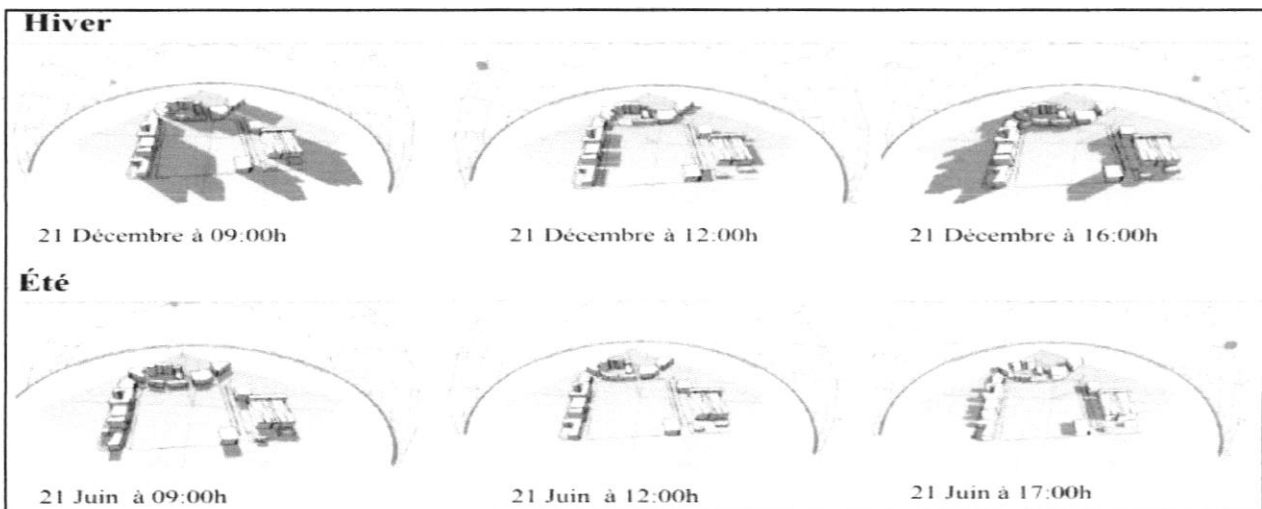 Hiver
21 Décembre à 09:00h
21 Décembre à 12:00h
21 Décembre à 16:00h
Été
21 Juin à 09:00h
21 Juin à 12:00h
21 Juin à 17:00h